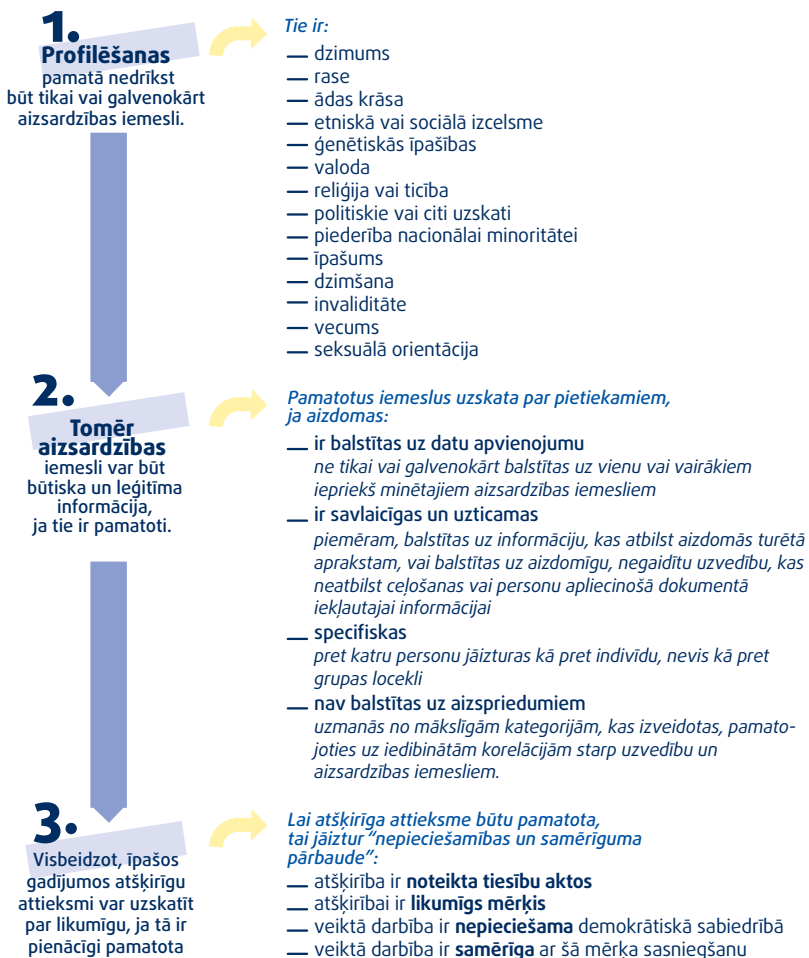 1.
Profilēšanas
pamatā nedrīkst
būt tikai vai galvenokārt
aizsardzības iemesli.
Tie ir:
— dzimums
— rase
— ādas krāsa
— etniskā vai sociālā izcelsme
— ģenētiskās īpašības
— valoda
— reliģija vai ticība
— politiskie vai citi uzskati
— piederība nacionālai minoritātei
— īpašums
— dzimšana
— invaliditāte
— vecums
— seksuālā orientācija
2.
Tomēr
aizsardzības
iemesli var būt
būtiska un leģitīma
informācija,
ja tie ir pamatoti.
Pamatotus iemeslus uzskata par pietiekamiem,
ja aizdomas:
— ir balstītas uz datu apvienojumu
ne tikai vai galvenokārt balstītas uz vienu vai vairākiem
iepriekš minētajiem aizsardzības iemesliem
— ir savlaicīgas un uzticamas
piemēram, balstītas uz informāciju, kas atbilst aizdomās turētā
aprakstam, vai balstītas uz aizdomīgu, negaidītu uzvedību, kas
neatbilst ceļošanas vai personu apliecinošā dokumentā
iekļautajai informācijai
— specifiskas
pret katru personu jāizturas kā pret indivīdu, nevis kā pret
grupas locekli
— nav balstītas uz aizspriedumiem
uzmanās no mākslīgām kategorijām, kas izveidotas, pamato-
joties uz iedibinātām korelācijām starp uzvedību un
aizsardzības iemesliem.
3.
Visbeidzot, īpašos
gadījumos atšķirīgu
attieksmi var uzskatīt
par likumīgu, ja tā ir
pienācīgi pamatota
Lai atšķirīga attieksme būtu pamatota,
tai jāiztur “nepieciešamības un samērīguma
pārbaude”:
— atšķirība ir noteikta tiesību aktos
— atšķirībai ir likumīgs mērķis
— veiktā darbība ir nepieciešama demokrātiskā sabiedrībā
— veiktā darbība ir samērīga ar šā mērķa sasniegšanu